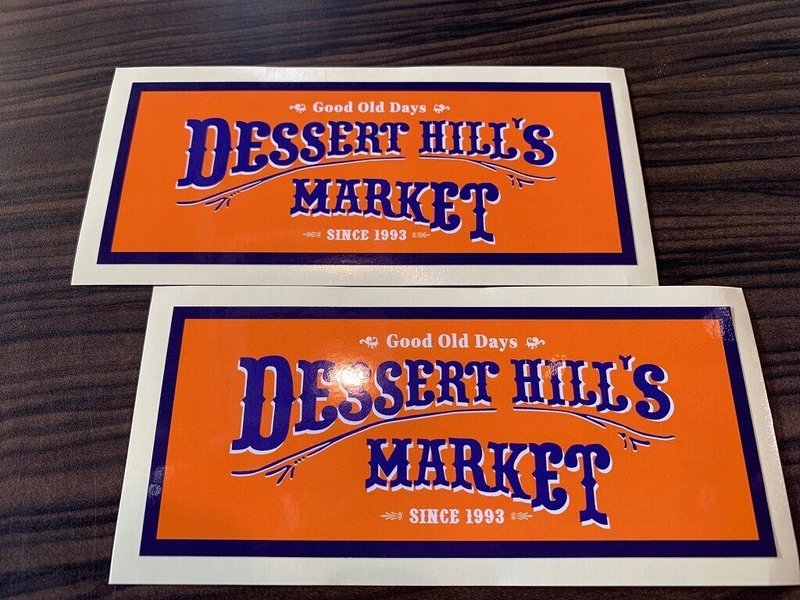 Good Old Days
DESSERT HILL'S
MARKET
SINCE 1993
Good Old Days
DESSERT HILL'S
MARKET
SINCE 1993